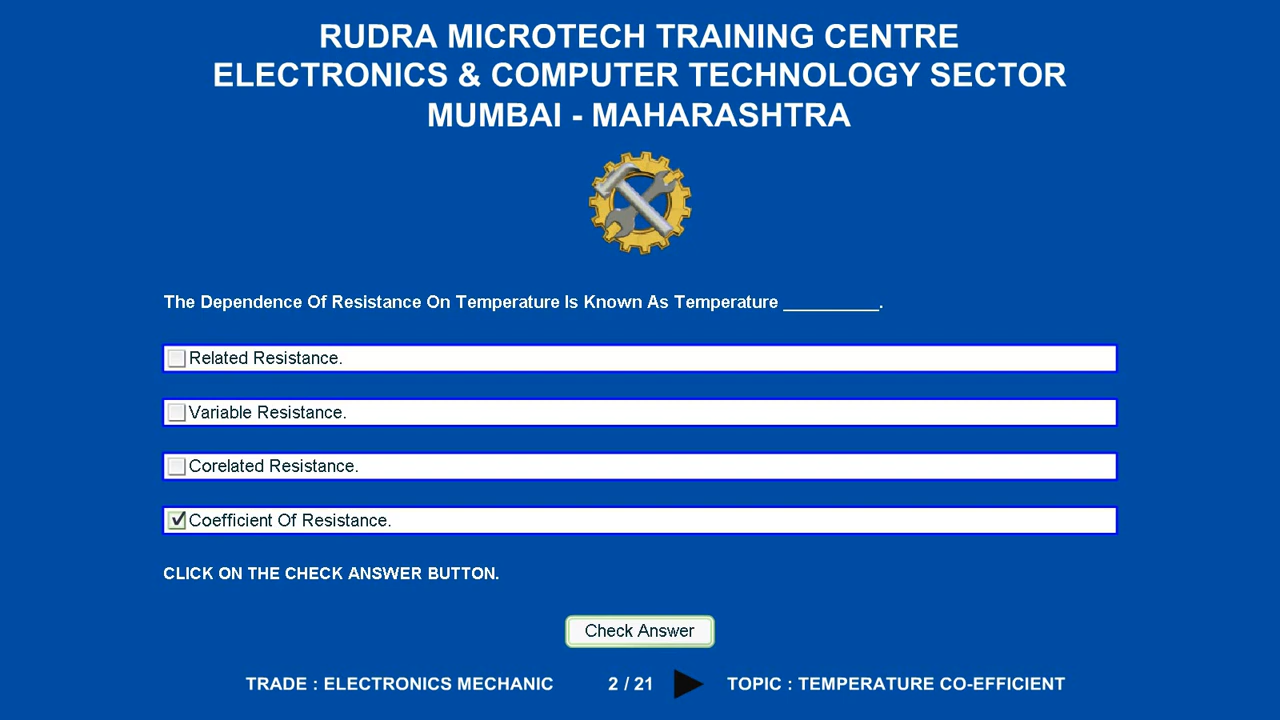 RUDRA MICROTECH TRAINING CENTRE
ELECTRONICS & COMPUTER TECHNOLOGY SECTOR
MUMBAI - MAHARASHTRA
The Dependence Of Resistance On Temperature Is Known As Temperature __________.
Related Resistance.
Variable Resistance.
Corelated Resistance.
Coefficient Of Resistance.
CLICK ON THE CHECK ANSWER BUTTON.
Check Answer
TRADE : ELECTRONICS MECHANIC 2 / 21 TOPIC : TEMPERATURE CO-EFFICIENT